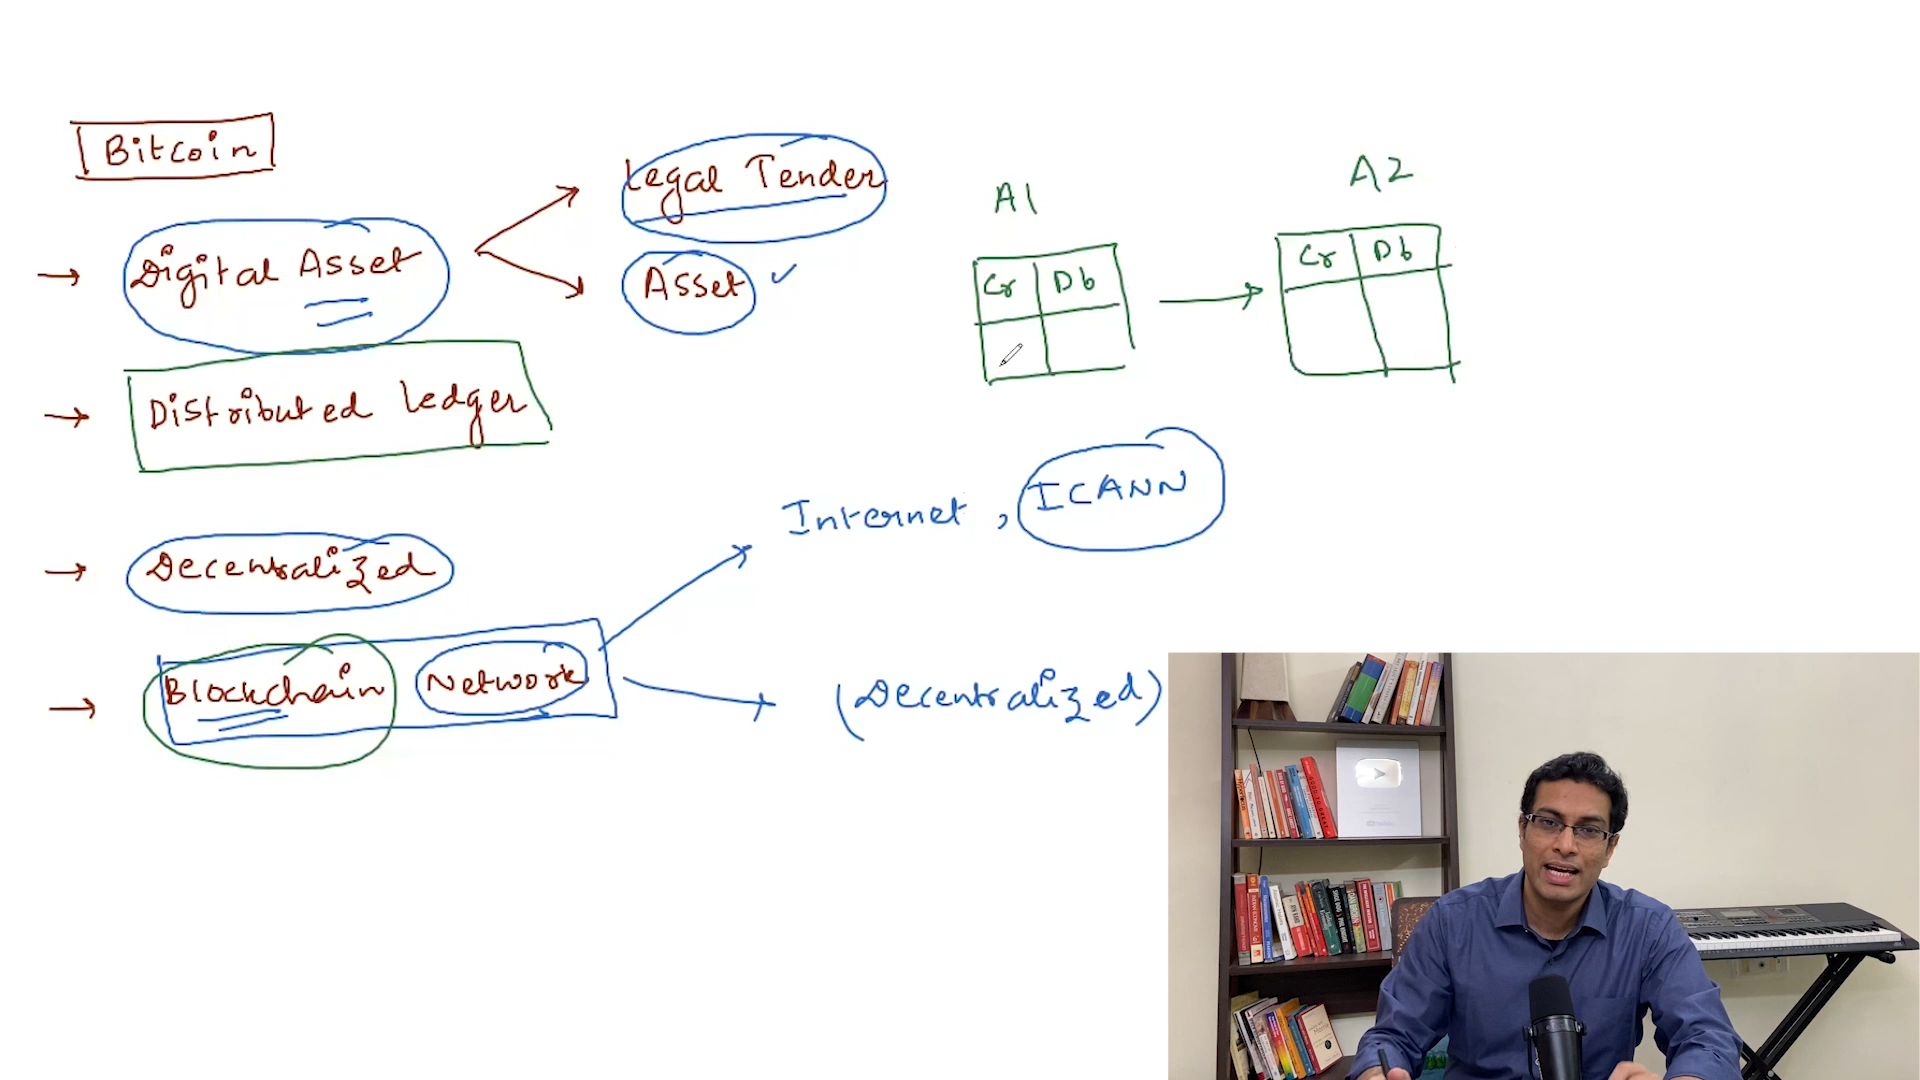 Bitcoin
Digital Asset
Legal Tender
Asset
Distributed Ledger
Decentralized
Blockchain Network
Internet, ICANN
(Decentralized)
A1
Cr Db
A2
Cr Db